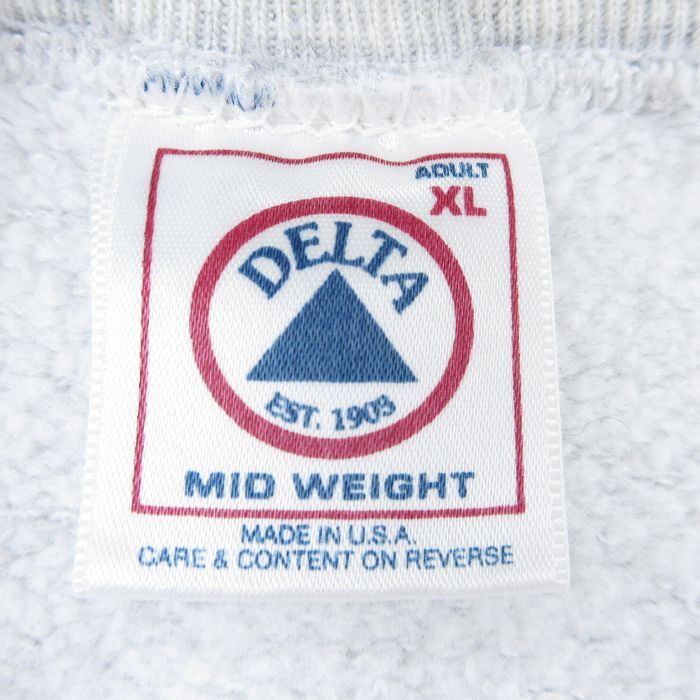 ADULT
XL
DELTA
EST. 1903
MID WEIGHT
MADE IN U.S.A.
CARE & CONTENT ON REVERSE